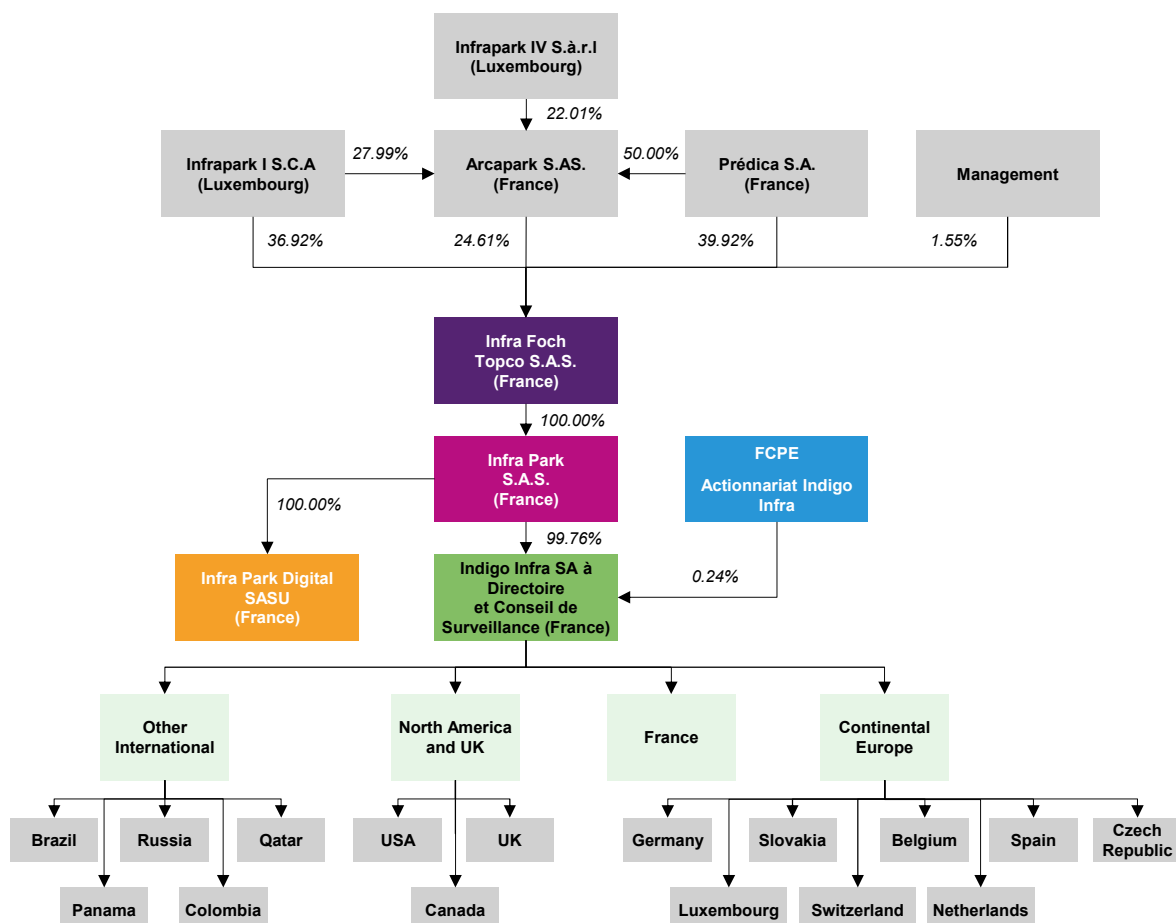 Infrapark IV S.à.r.l
(Luxembourg)
22.01%
Infrapark I S.C.A
(Luxembourg)
27.99%
Arcapark S.AS.
(France)
50.00%
Prédica S.A.
(France)
Management
36.92%
24.61%
39.92%
1.55%
Infra Foch
Topco S.A.S.
(France)
100.00%
Infra Park
S.A.S.
(France)
FCPE
Actionnariat Indigo
Infra
100.00%
99.76%
0.24%
Infra Park Digital
SASU
(France)
Indigo Infra SA à
Directoire
et Conseil de
Surveillance (France)
Other
International
North America
and UK
France
Continental
Europe
Brazil
Russia
Qatar
USA
UK
Germany
Slovakia
Belgium
Spain
Czech
Republic
Panama
Colombia
Canada
Luxembourg
Switzerland
Netherlands